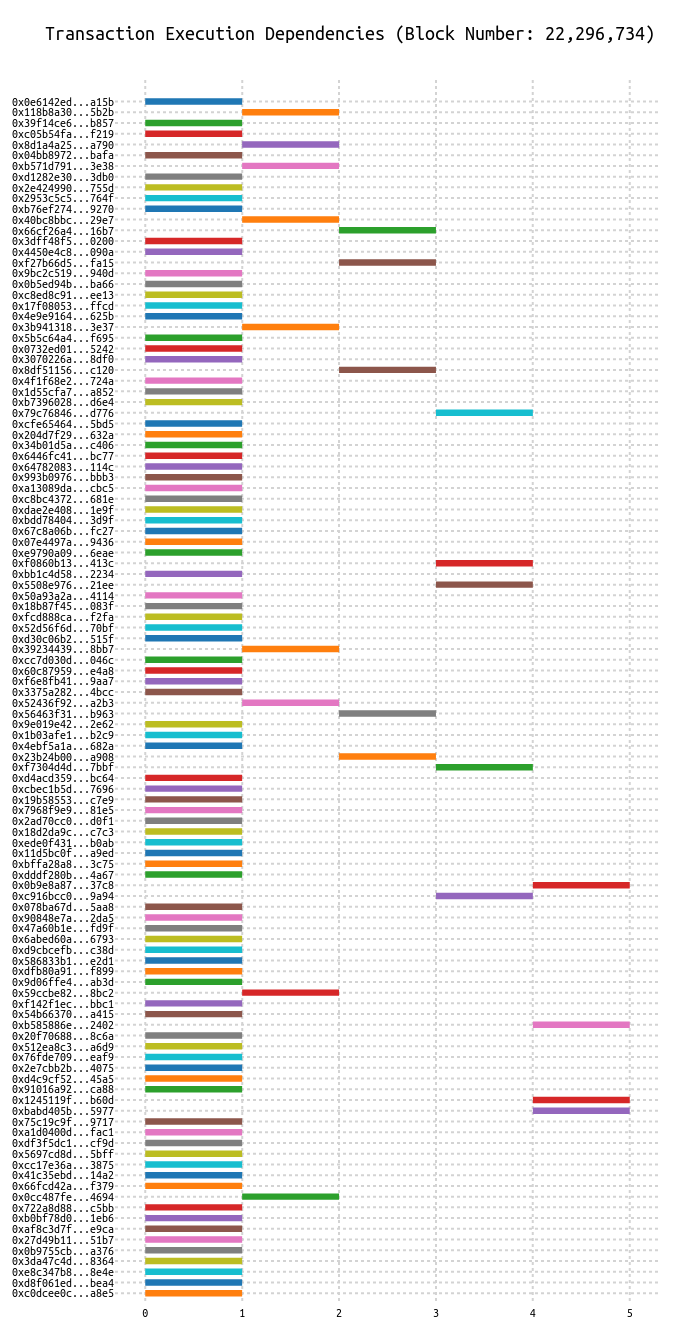 Transaction Execution Dependencies (Block Number: 22,296,734)
0x0e6142ed...a15b
0x118b8a30...5b2b
0x39f14ce6...b857
0xc05b54fa...f219
0x8d1a4a25...a790
0x04bb8972...bafa
0xb571d791...3e38
0xd1282e30...3db0
0x2e424990...755d
0x2953c5c5...764f
0xb76ef274...9270
0x40bc8bbc...29e7
0x66cf26a4...16b7
0x3dff48f5...0200
0x4450e4c8...090a
0xf27b66d5...fa15
0x9bc2c519...940d
0x0b5ed94b...ba66
0xc8ed8c91...ee13
0x17f08053...ffcd
0x4e9e9164...625b
0x3b941318...3e37
0x5b5c64a4...f695
0x0732ed01...5242
0x3070226a...8df0
0x8df51156...c120
0x4f1f68e2...724a
0x1d55cfa7...a852
0xb7396028...d6e4
0x79c76846...d776
0xcfe65464...5bd5
0x204d7f29...632a
0x34b01d5a...c406
0x6446fc41...bc77
0x64782083...114c
0x993b0976...bbb3
0xa13089da...cbc5
0xc8bc4372...681e
0xdae2e408...1e9f
0xbdd78404...3d9f
0x67c8a06b...fc27
0x07e4497a...9436
0xe9790a09...6eae
0xf0860b13...413c
0xbb1c4d58...2234
0x5508e976...21ee
0x50a93a2a...4114
0x18b87f45...083f
0xfcd888ca...f2fa
0x52d56f6d...70bf
0xd30c06b2...515f
0x39234439...8bb7
0xcc7d030d...046c
0x60c87959...e4a8
0xf6e8fb41...9aa7
0x3375a282...4bcc
0x52436f92...a2b3
0x56463f31...b963
0x9e019e42...2e62
0x1b03afe1...b2c9
0x4ebf5a1a...682a
0x23b24b00...a908
0xf7304d4d...7bbf
0xd4acd359...bc64
0xcbec1b5d...7696
0x19b58553...c7e9
0x7968f9e9...81e5
0x2ad70cc0...d0f1
0x18d2da9c...c7c3
0xede0f431...b0ab
0x11d5bc0f...a9ed
0xbffa28a8...3c75
0xdddf280b...4a67
0x0b9e8a87...37c8
0xc916bcc0...9a94
0x078ba67d...5aa8
0x90848e7a...2da5
0x47a60b1e...fd9f
0x6abed60a...6793
0xd9cbcefb...c38d
0x586833b1...e2d1
0xdfb80a91...f899
0x9d06ffe4...ab3d
0x59ccbe82...8bc2
0xf142f1ec...bbc1
0x54b66370...a415
0xb585886e...2402
0x20f70688...8c6a
0x512ea8c3...a6d9
0x76fde709...eaf9
0x2e7cbb2b...4075
0xd4c9cf52...45a5
0x91016a92...ca88
0x1245119f...b60d
0xbabd405b...5977
0x75c19c9f...9717
0xa1d0400d...fac1
0xdf3f5dc1...cf9d
0x5697cd8d...5bff
0xcc17e36a...3875
0x41c35ebd...14a2
0x66fcd42a...f379
0x0cc487fe...4694
0x722a8d88...c5bb
0xb0bf78d0...1eb6
0xaf8c3d7f...e9ca
0x27d49b11...51b7
0x0b9755cb...a376
0x3da47c4d...8364
0xe8c347b8...8e4e
0xd8f061ed...bea4
0xc0dcee0c...a8e5
0 1 2 3 4 5